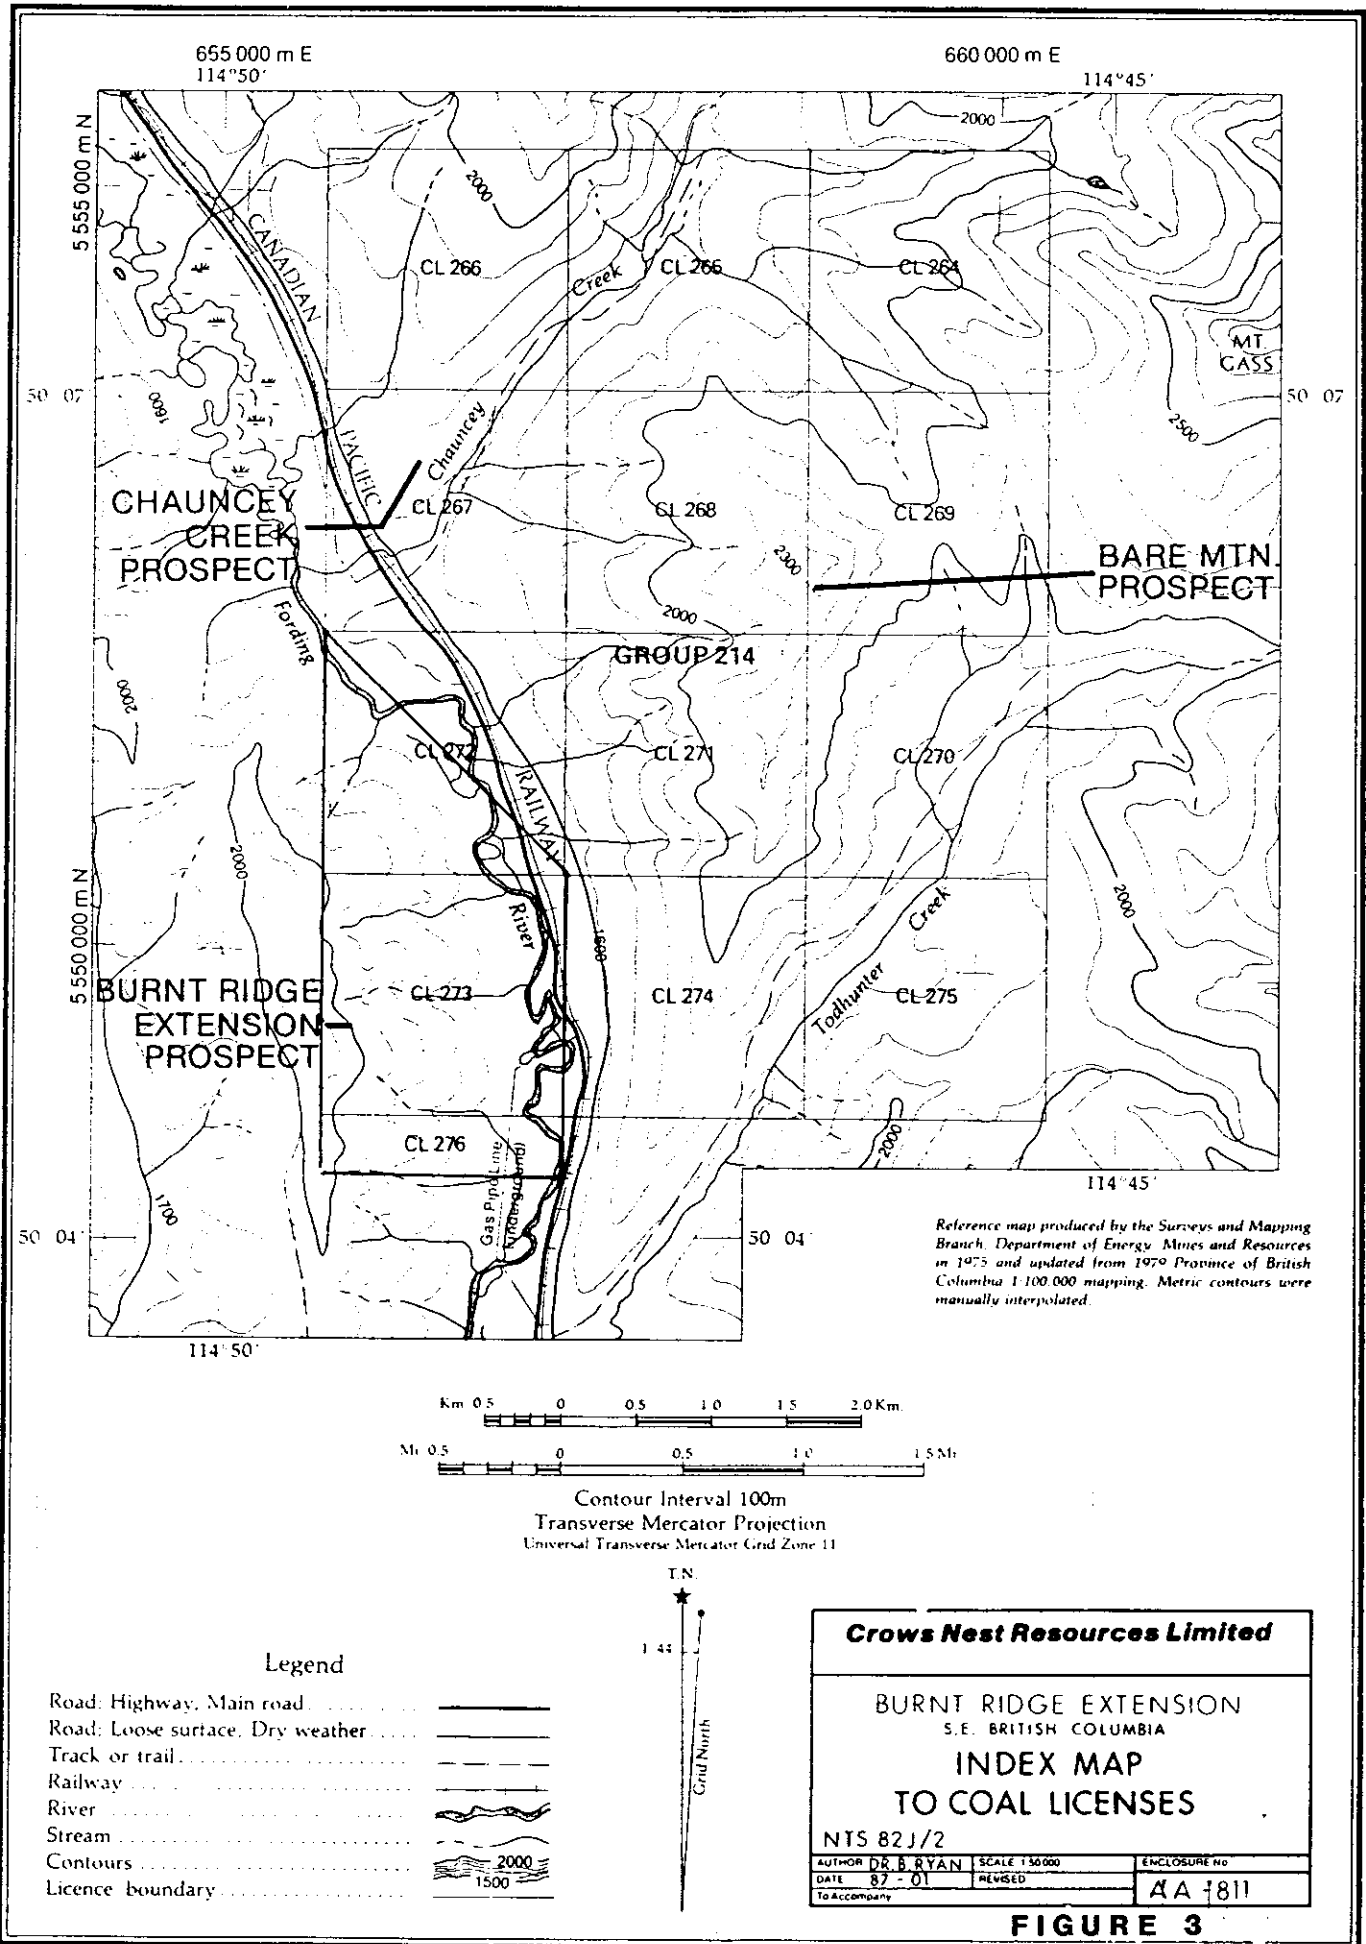 655 000 m E
660 000 m E
114°50'
114°45'
5 555 000 m N
2000
2000
CANADIAN
CL 266
Creek
CL 265
CL 264
MT.
GASS
50 07
50 07
1600
2500
PACIFIC
Chauncey
CHAUNCEY
CREEK
PROSPECT
CL 267
CL 268
CL 269
2300
BARE MTN.
PROSPECT
Fording
2000
GROUP 214
2000
CL 272
CL 271
CL 270
RAILWAY
2000
5 550 000 m N
River
1600
Creek
2000
BURNT RIDGE
EXTENSION
PROSPECT
CL 273
CL 274
Todhunter
CL 275
CL 276
2000
Gas Pipe Line
(Underground)
1700
114°45'
50 04'
50 04'
114°50'
Reference map produced by the Surveys and Mapping
Branch, Department of Energy Mines and Resources
in 1975 and updated from 1979 Province of British
Columbia 1:100,000 mapping. Metric contours were
manually interpolated.
Km 0.5 0 0.5 1.0 1.5 2.0 Km.
Mi 0.5 0 0.5 1.0 1.5 Mi
Contour Interval 100m
Transverse Mercator Projection
Universal Transverse Mercator Grid Zone 11
T.N.
1 44
Grid North
Legend
Road: Highway, Main road
Road: Loose surface, Dry weather
Track or trail
Railway
River
Stream
Contours
2000
1500
Licence boundary
Crows Nest Resources Limited
BURNT RIDGE EXTENSION
S.E. BRITISH COLUMBIA
INDEX MAP
TO COAL LICENSES
NTS 82J/2
AUTHOR DR. B. RYAN SCALE 1:50000 ENCLOSURE No
DATE 87 - 01 REVISED
To Accompany
AA - 811
FIGURE 3